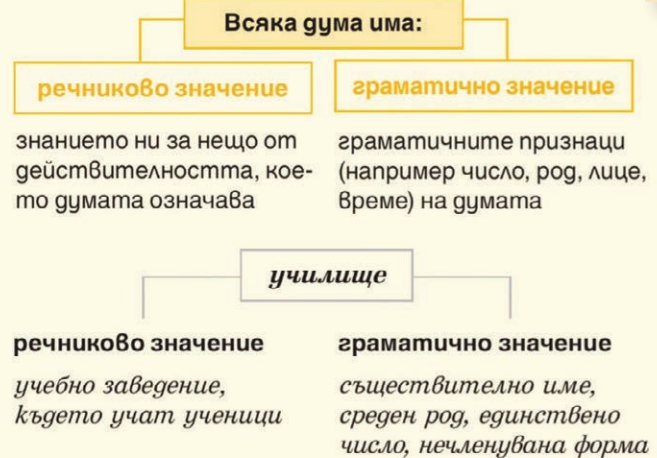 Всяка дума има:
речниково значение
граматично значение
знанието ни за нещо от
действителността, кое-
то думата означава
граматичните признаци
(например число, род, лице,
време) на думата
училище
речниково значение
граматично значение
учебно заведение,
където учат ученици
съществително име,
среден род, единствено
число, нечленувана форма